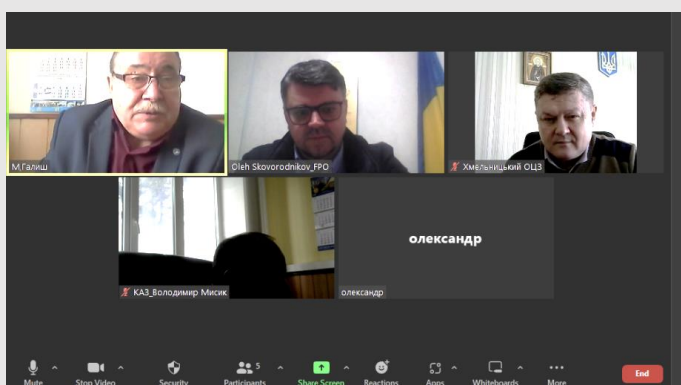 М.Галиш
Oleh Skovorodnikov_FPO
Хмельницький ОЦЗ
КАЗ_Володимир Мисик
олександр
олександр
Mute
Stop Video
Security
5
Participants
Share Screen
Reactions
Apps
Whiteboards
More
End